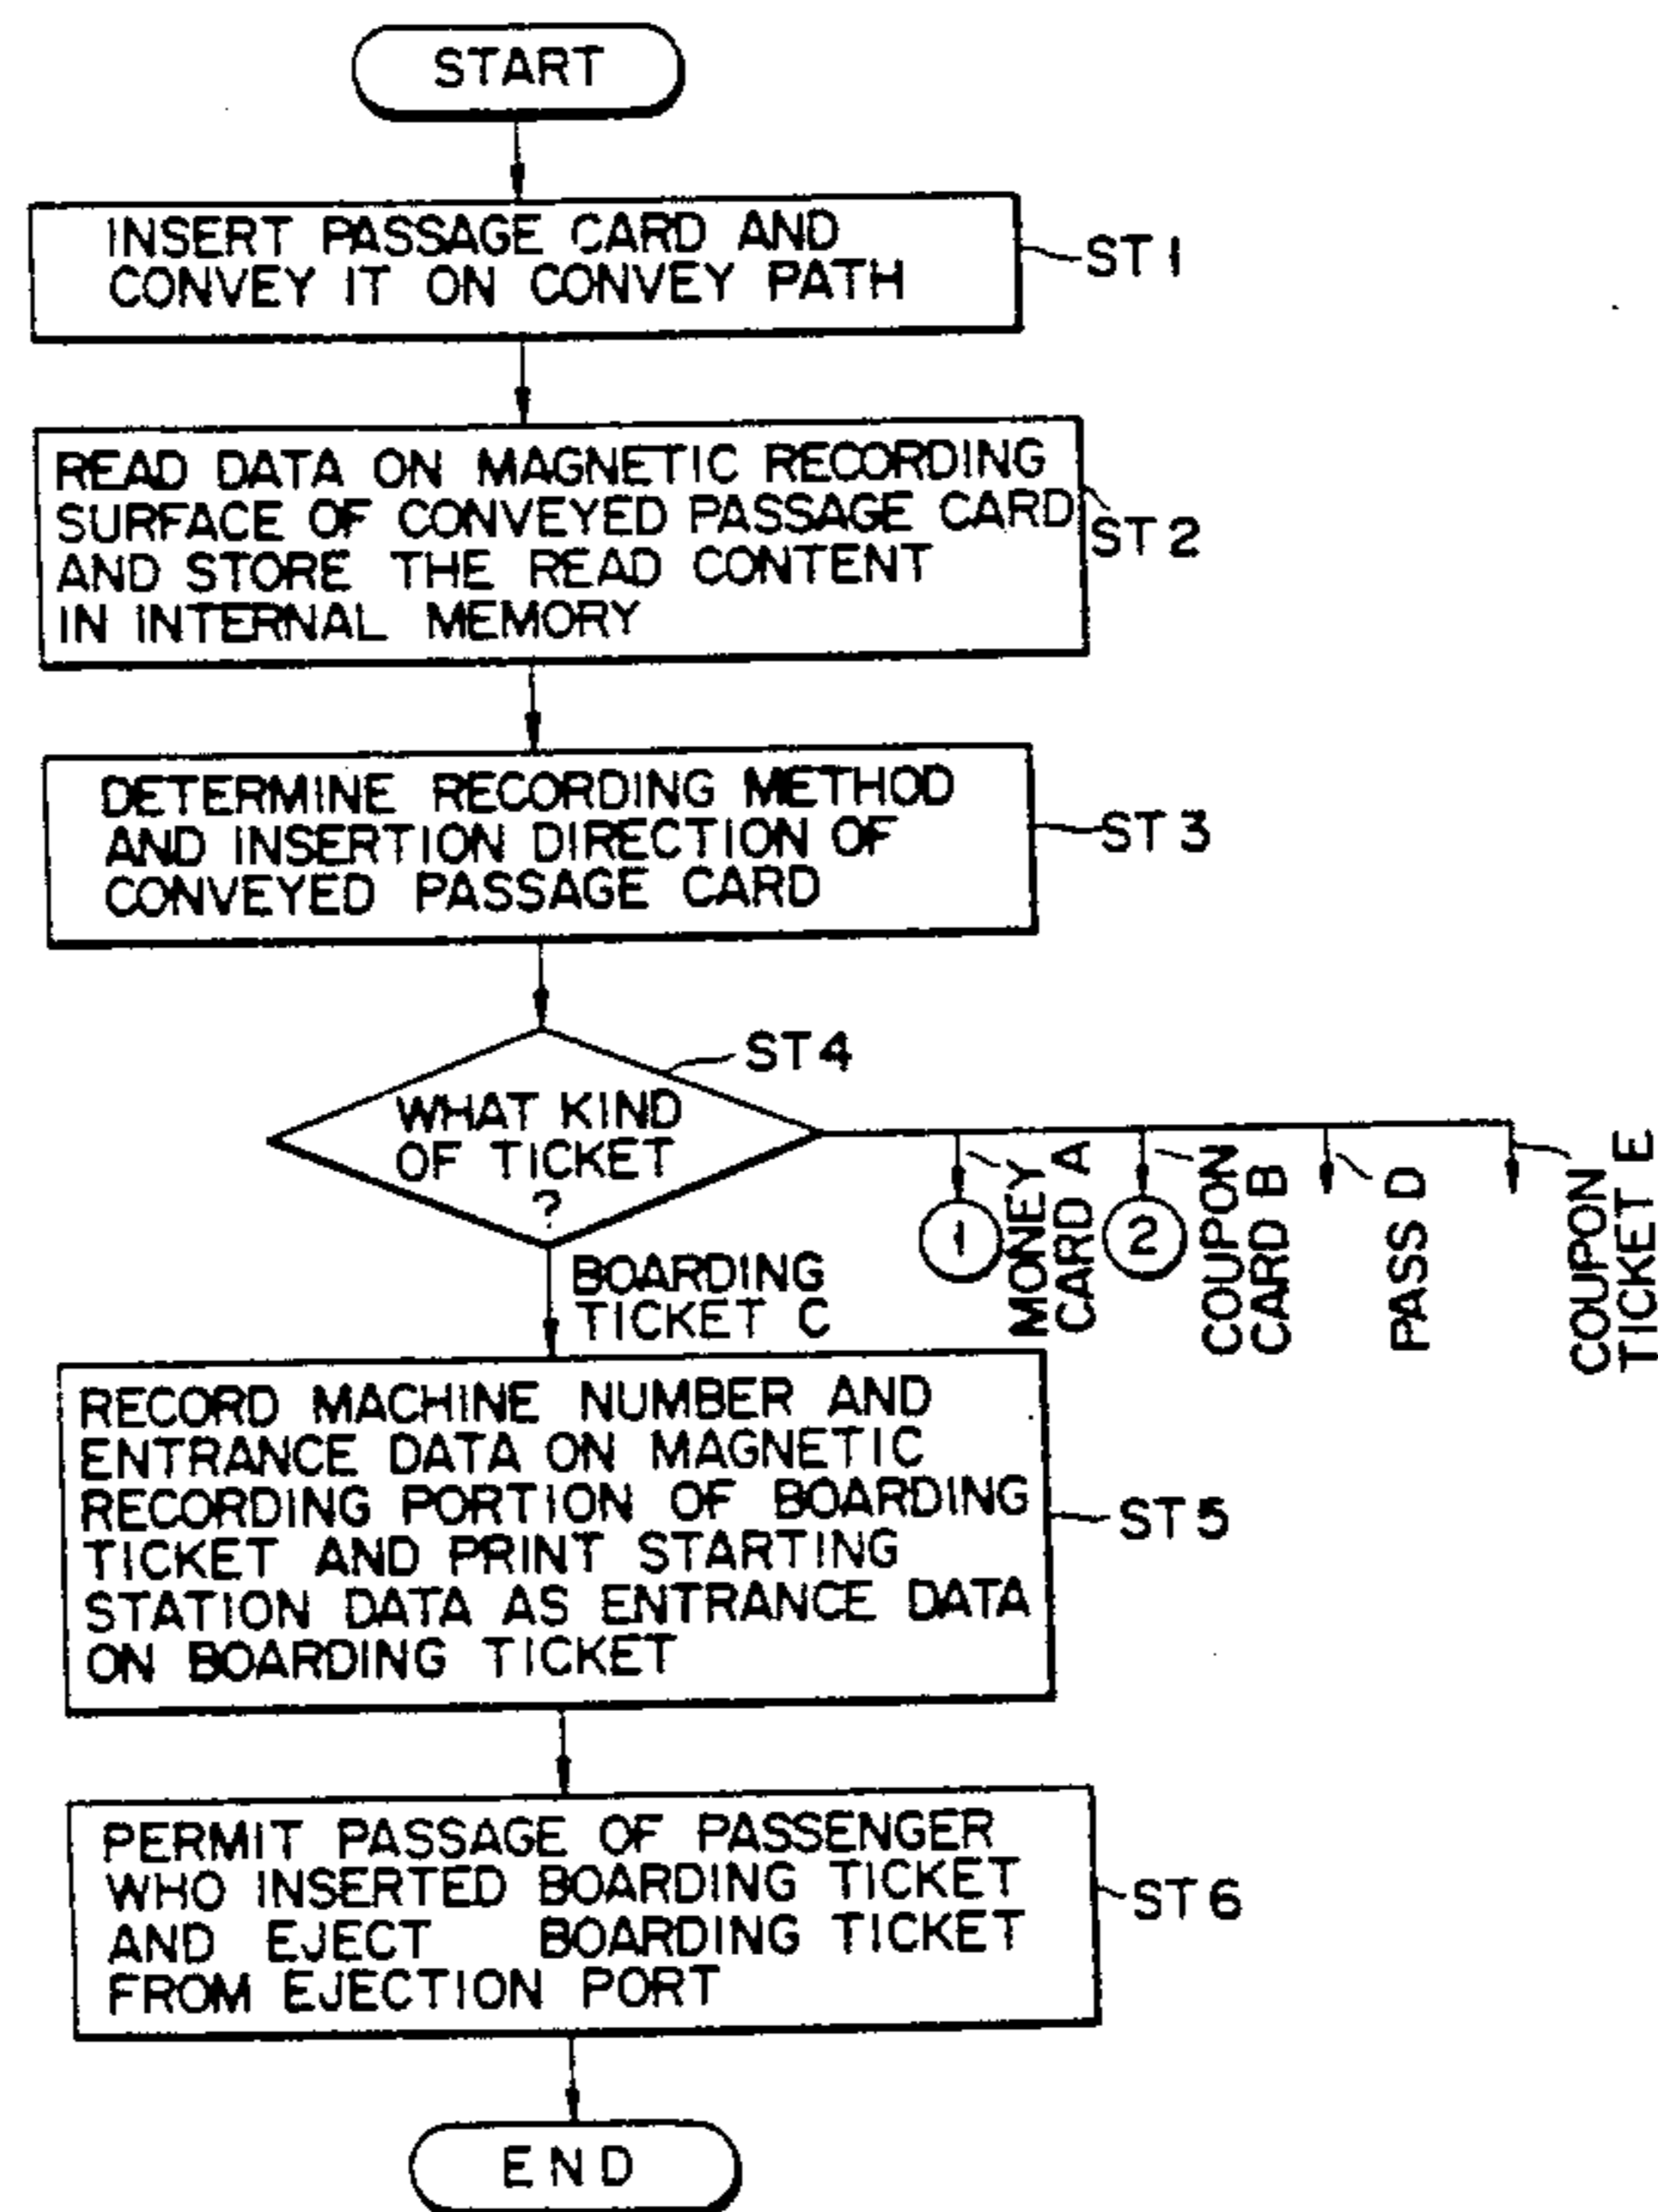 START
INSERT PASSAGE CARD AND
CONVEY IT ON CONVEY PATH
ST1
READ DATA ON MAGNETIC RECORDING
SURFACE OF CONVEYED PASSAGE CARD
AND STORE THE READ CONTENT
IN INTERNAL MEMORY
ST2
DETERMINE RECORDING METHOD
AND INSERTION DIRECTION OF
CONVEYED PASSAGE CARD
ST3
WHAT KIND
OF TICKET
?
ST4
1
MONEY
CARD A
2
COUPON
CARD B
PASS D
COUPON
TICKET E
BOARDING
TICKET C
RECORD MACHINE NUMBER AND
ENTRANCE DATA ON MAGNETIC
RECORDING PORTION OF BOARDING
TICKET AND PRINT STARTING
STATION DATA AS ENTRANCE DATA
ON BOARDING TICKET
ST5
PERMIT PASSAGE OF PASSENGER
WHO INSERTED BOARDING TICKET
AND EJECT BOARDING TICKET
FROM EJECTION PORT
ST6
END